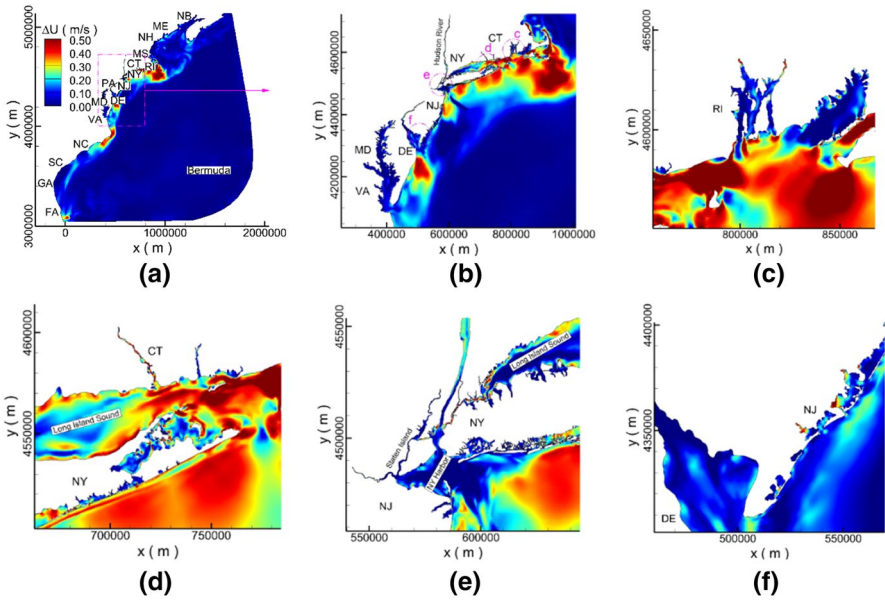 5000000
4000000
3000000
y ( m )
ΔU ( m/s )
0.50
0.40
0.30
0.20
0.10
0.00
NB
ME
NH
MS
CT
RI
NY
PA
NJ
MD
DE
VA
NC
SC
GA
FA
Bermuda
0
1000000
2000000
x ( m )
(a)
4800000
4600000
4400000
4200000
y ( m )
Hudson River
CT
c
NY
d
e
NJ
f
MD
DE
VA
400000
600000
800000
1000000
x ( m )
(b)
4650000
4600000
y ( m )
RI
800000
850000
x ( m )
(c)
4600000
4550000
y ( m )
CT
Long Island Sound
NY
700000
750000
x ( m )
(d)
4550000
4500000
y ( m )
Long Island Sound
NY
Staten Island
NY Harbor
NJ
550000
600000
x ( m )
(e)
4400000
4350000
y ( m )
NJ
DE
500000
550000
x ( m )
(f)